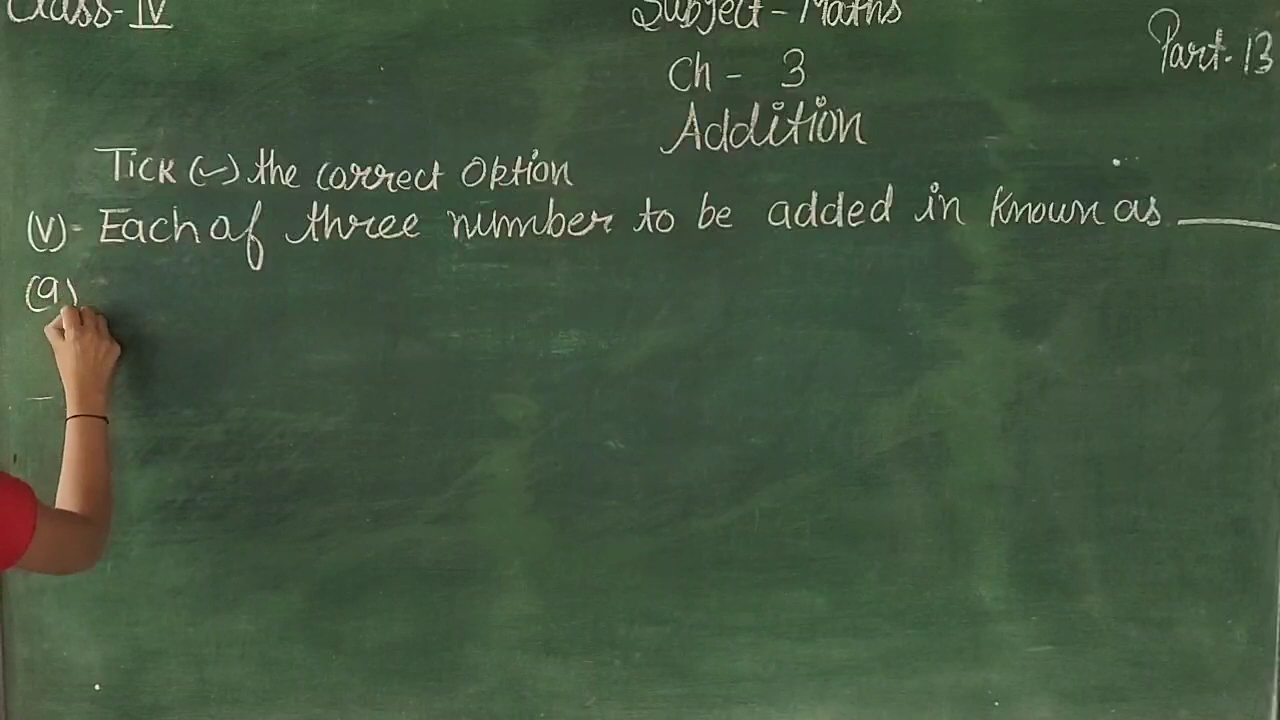 Class-IV
Subject-Maths
Part-13
Ch- 3
Addition
Tick (✓) the correct option
(V)- Each of three number to be added in known as ____
(a)